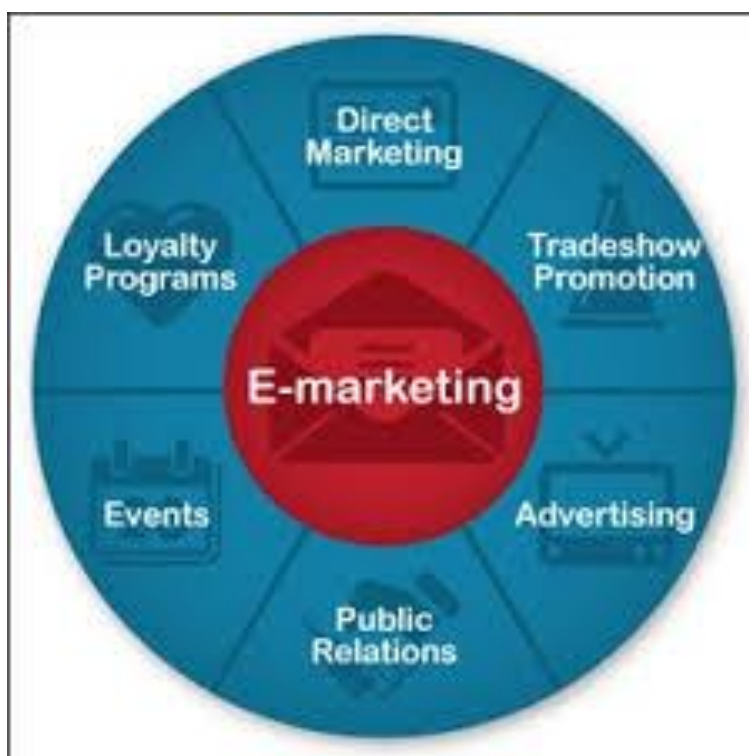 Direct
Marketing
Tradeshow
Promotion
Advertising
Public
Relations
Events
Loyalty
Programs
E-marketing